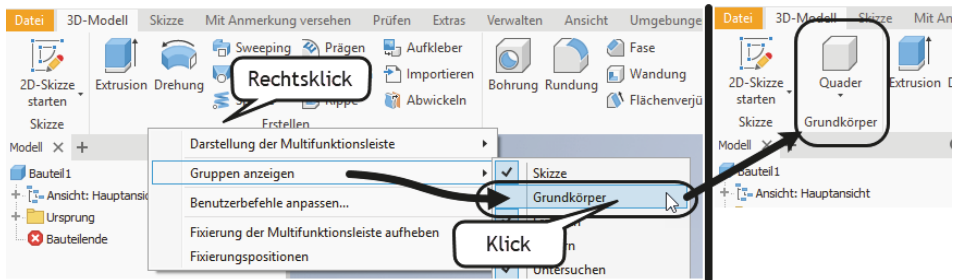 Datei 3D-Modell Skizze Mit Anmerkung versehen Prüfen Extras Verwalten Ansicht Umgebunge
Sweeping Prägen Aufkleber Fase
Importieren Wandung
2D-Skizze starten Extrusion Drehung Rippe Abwickeln Bohrung Rundung Flächenverjü
Rechtsklick
Skizze Erstellen
Modell × +
Bauteil1
Ansicht: Hauptansic
Ursprung
Bauteilende
Darstellung der Multifunktionsleiste
Gruppen anzeigen
Benutzerbefehle anpassen...
Fixierung der Multifunktionsleiste aufheben
Fixierungspositionen
Skizze
Grundkörper
Klick
Untersuchen
Datei 3D-Modell Skizze Mit An
2D-Skizze
starten
Quader
Extrusion D
Skizze Grundkörper
Modell × +
Bauteil1
Ansicht: Hauptansicht